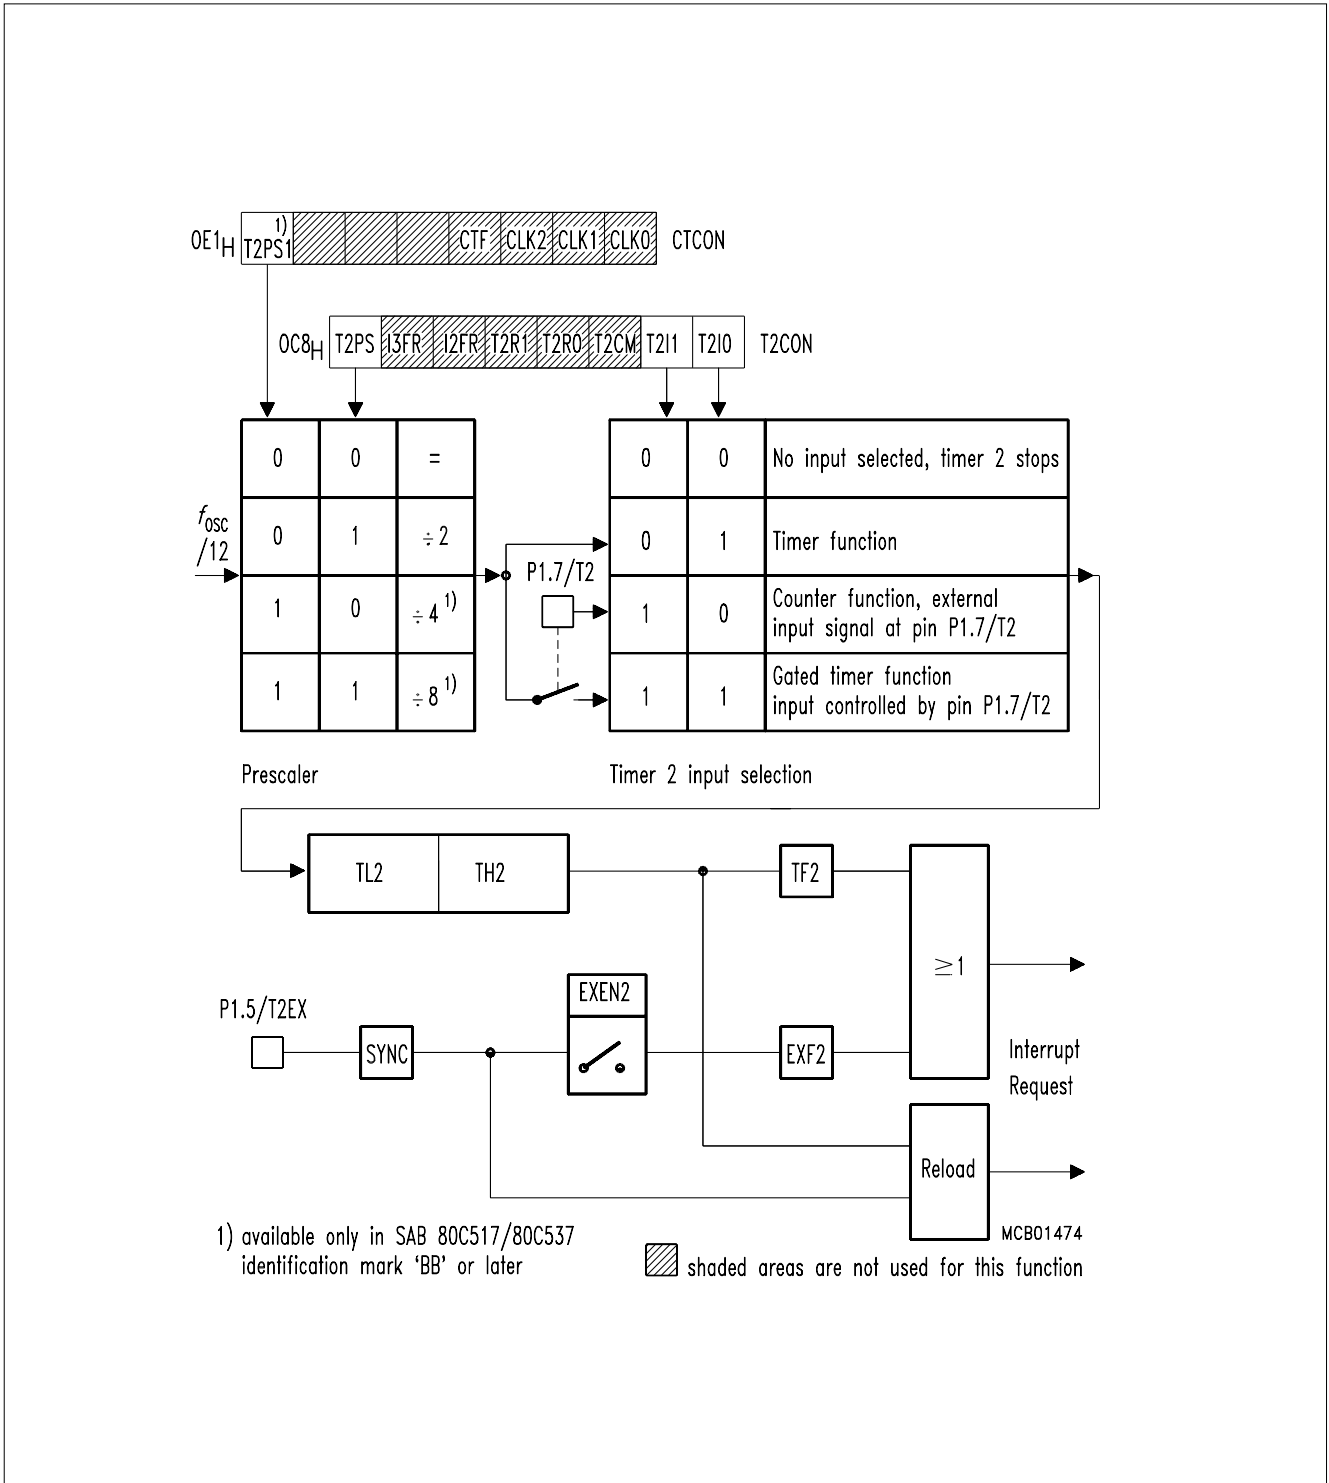 0E1H T2PS1 1) CTF CLK2 CLK1 CLK0 CTCON
0C8H T2PS I3FR I2FR T2R1 T2R0 T2CM T2I1 T2I0 T2CON
fOSC
/12
0 0 =
0 1 ÷2
1 0 ÷4 1)
1 1 ÷8 1)
Prescaler
P1.7/T2
0 0 No input selected, timer 2 stops
0 1 Timer function
1 0 Counter function, external
input signal at pin P1.7/T2
1 1 Gated timer function
input controlled by pin P1.7/T2
Timer 2 input selection
TL2 TH2 TF2
≥1
EXEN2
P1.5/T2EX
SYNC EXF2
Interrupt
Request
Reload
MCB01474
1) available only in SAB 80C517/80C537
identification mark ‘BB’ or later
shaded areas are not used for this function